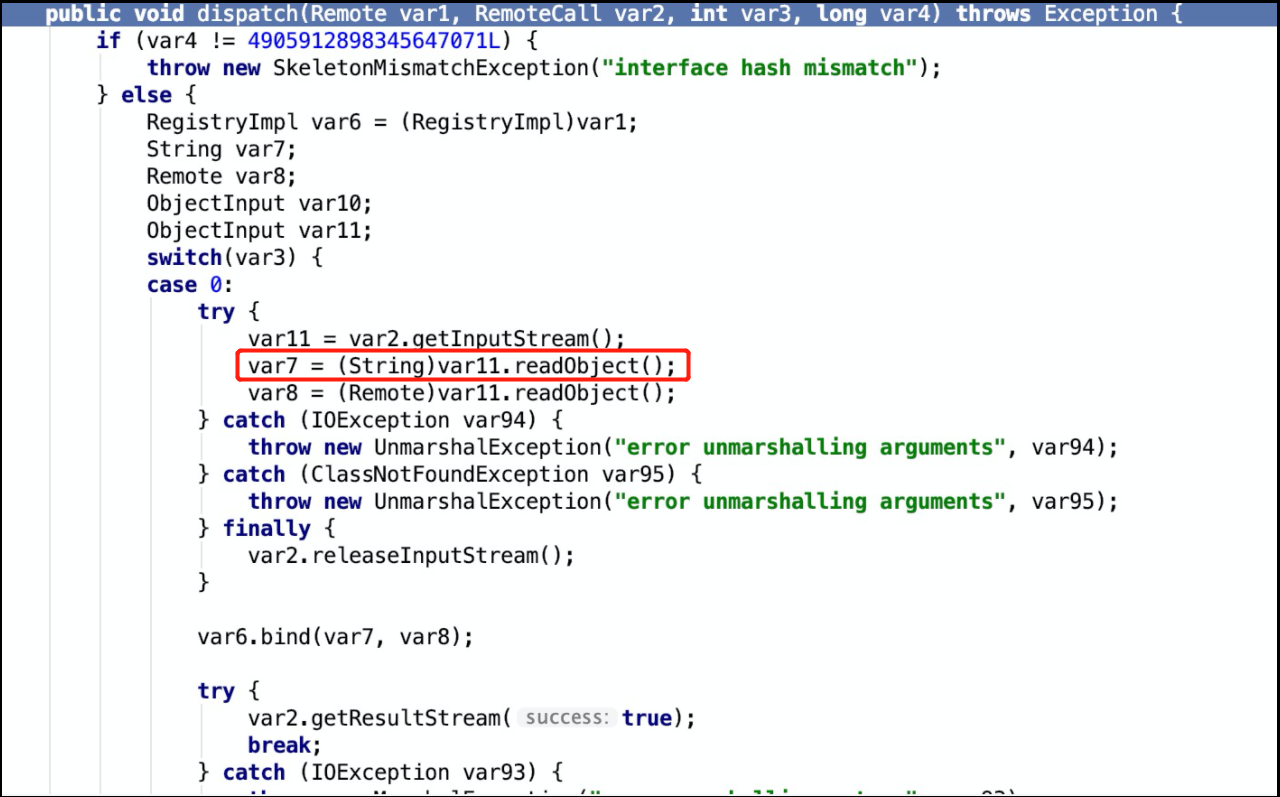 public void dispatch(Remote var1, RemoteCall var2, int var3, long var4) throws Exception {
if (var4 != 4905912898345647071L) {
throw new SkeletonMismatchException("interface hash mismatch");
} else {
RegistryImpl var6 = (RegistryImpl)var1;
String var7;
Remote var8;
ObjectInput var10;
ObjectInput var11;
switch(var3) {
case 0:
try {
var11 = var2.getInputStream();
var7 = (String)var11.readObject();
var8 = (Remote)var11.readObject();
} catch (IOException var94) {
throw new UnmarshalException("error unmarshalling arguments", var94);
} catch (ClassNotFoundException var95) {
throw new UnmarshalException("error unmarshalling arguments", var95);
} finally {
var2.releaseInputStream();
}
var6.bind(var7, var8);
try {
var2.getResultStream( success: true);
break;
} catch (IOException var93) {